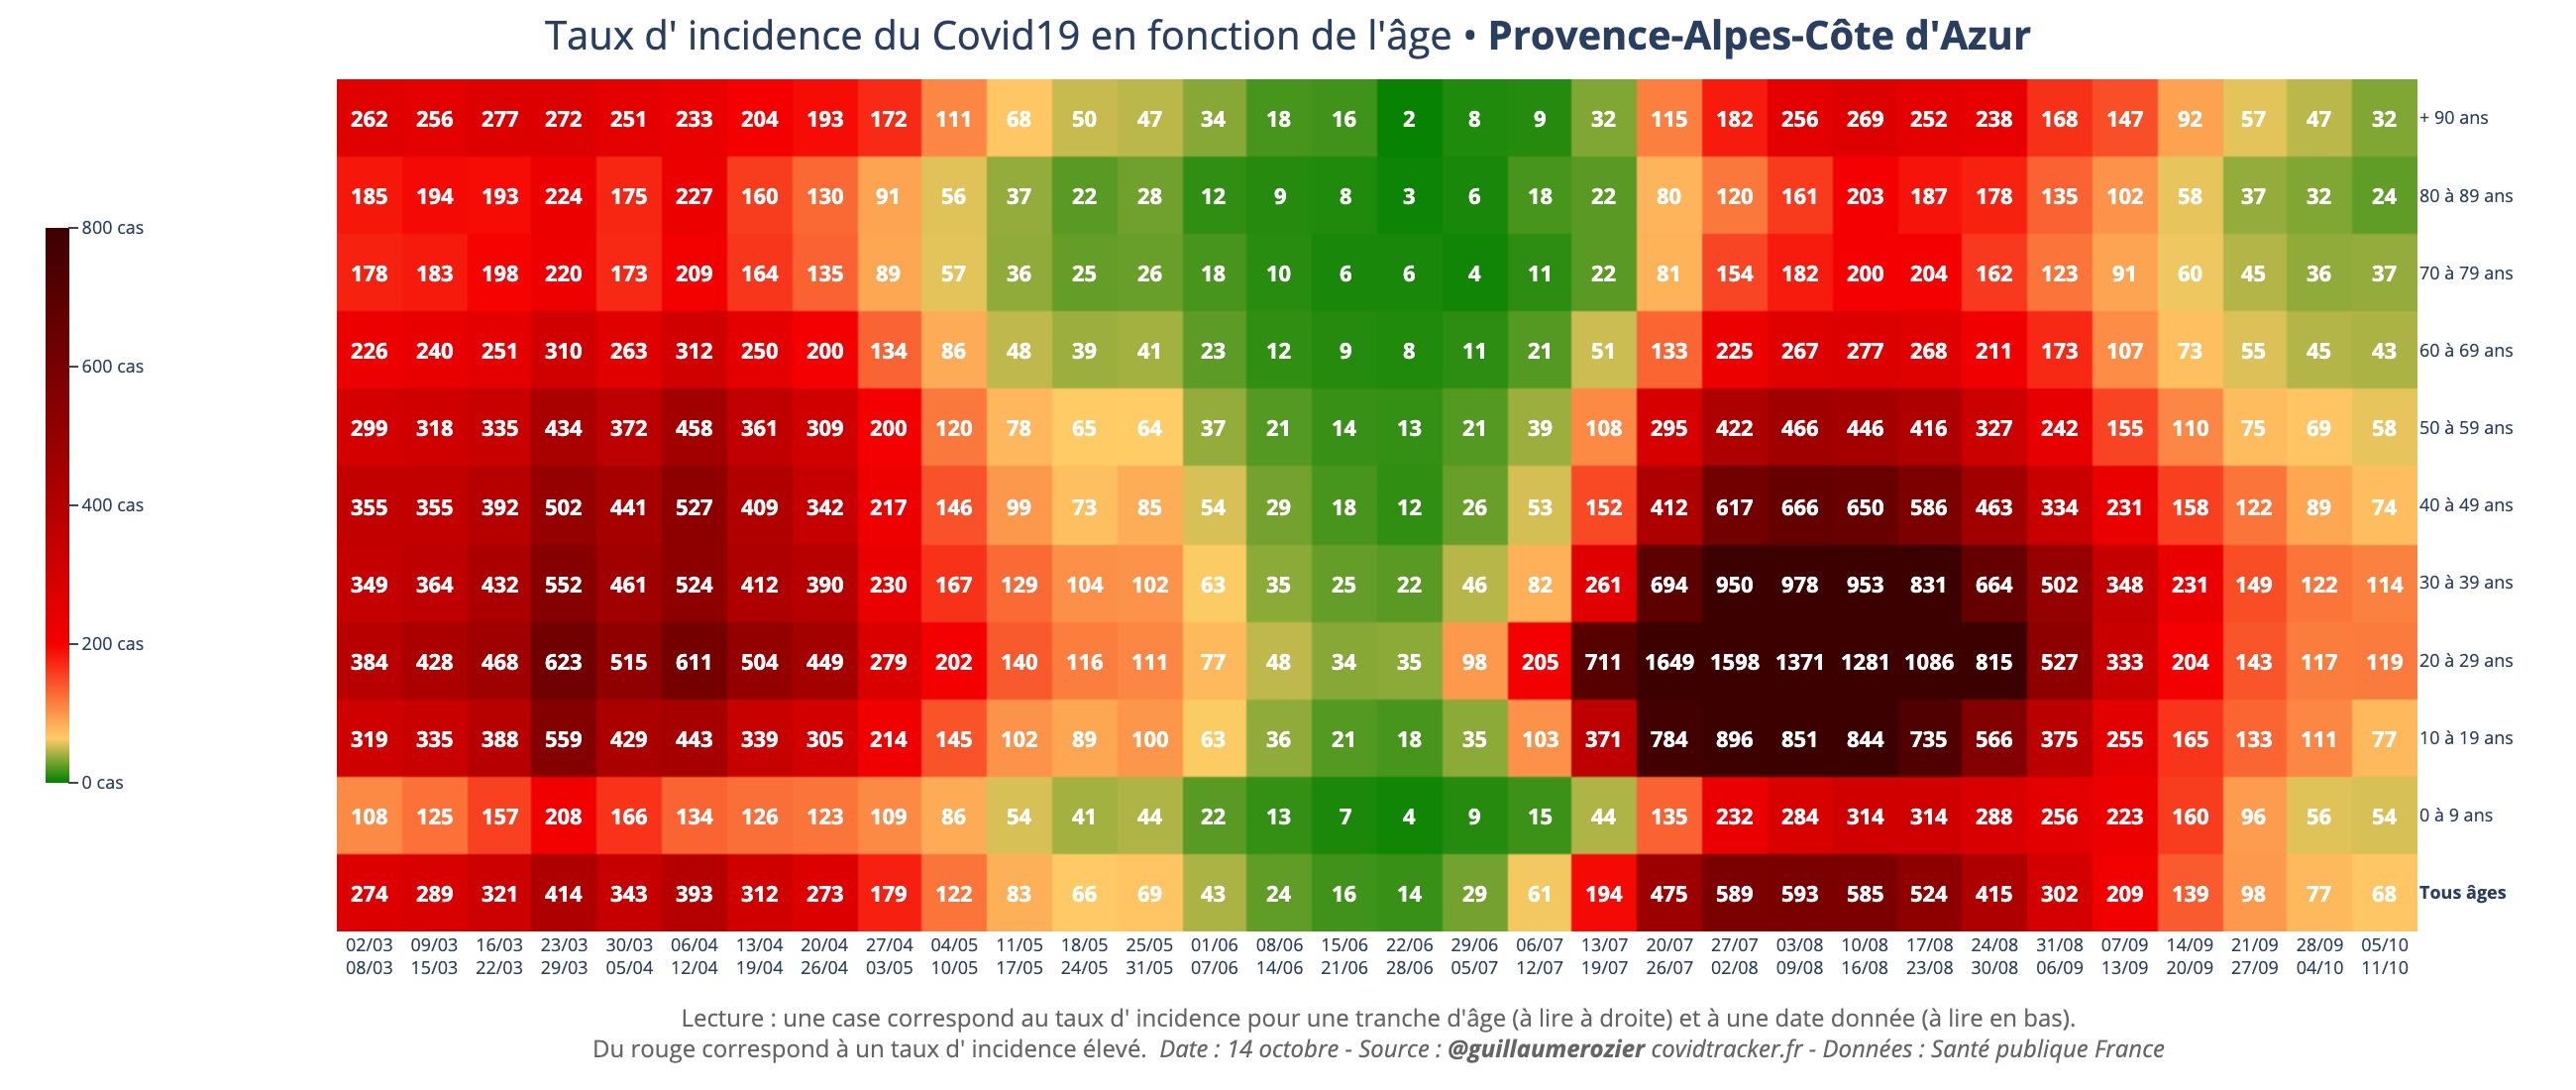 Taux d' incidence du Covid19 en fonction de l'âge • Provence-Alpes-Côte d'Azur
800 cas
600 cas
400 cas
200 cas
0 cas
262 256 277 272 251 233 204 193 172 111 68 50 47 34 18 16 2 8 9 32 115 182 256 269 252 238 168 147 92 57 47 32 + 90 ans
185 194 193 224 175 227 160 130 91 56 37 22 28 12 9 8 3 6 18 22 80 120 161 203 187 178 135 102 58 37 32 24 80 à 89 ans
178 183 198 220 173 209 164 135 89 57 36 25 26 18 10 6 6 4 11 22 81 154 182 200 204 162 123 91 60 45 36 37 70 à 79 ans
226 240 251 310 263 312 250 200 134 86 48 39 41 23 12 9 8 11 21 51 133 225 267 277 268 211 173 107 73 55 45 43 60 à 69 ans
299 318 335 434 372 458 361 309 200 120 78 65 64 37 21 14 13 21 39 108 295 422 466 446 416 327 242 155 110 75 69 58 50 à 59 ans
355 355 392 502 441 527 409 342 217 146 99 73 85 54 29 18 12 26 53 152 412 617 666 650 586 463 334 231 158 122 89 74 40 à 49 ans
349 364 432 552 461 524 412 390 230 167 129 104 102 63 35 25 22 46 82 261 694 950 978 953 831 664 502 348 231 149 122 114 30 à 39 ans
384 428 468 623 515 611 504 449 279 202 140 116 111 77 48 34 35 98 205 711 1649 1598 1371 1281 1086 815 527 333 204 143 117 119 20 à 29 ans
319 335 388 559 429 443 339 305 214 145 102 89 100 63 36 21 18 35 103 371 784 896 851 844 735 566 375 255 165 133 111 77 10 à 19 ans
108 125 157 208 166 134 126 123 109 86 54 41 44 22 13 7 4 9 15 44 135 232 284 314 314 288 256 223 160 96 56 54 0 à 9 ans
274 289 321 414 343 393 312 273 179 122 83 66 69 43 24 16 14 29 61 194 475 589 593 585 524 415 302 209 139 98 77 68 Tous âges
02/03 09/03 16/03 23/03 30/03 06/04 13/04 20/04 27/04 04/05 11/05 18/05 25/05 01/06 08/06 15/06 22/06 29/06 06/07 13/07 20/07 27/07 03/08 10/08 17/08 24/08 31/08 07/09 14/09 21/09 28/09 05/10
08/03 15/03 22/03 29/03 05/04 12/04 19/04 26/04 03/05 10/05 17/05 24/05 31/05 07/06 14/06 21/06 28/06 05/07 12/07 19/07 26/07 02/08 09/08 16/08 23/08 30/08 06/09 13/09 20/09 27/09 04/10 11/10
Lecture : une case correspond au taux d' incidence pour une tranche d'âge (à lire à droite) et à une date donnée (à lire en bas).
Du rouge correspond à un taux d' incidence élevé. Date : 14 octobre - Source : @guillaumerozier covidtracker.fr - Données : Santé publique France